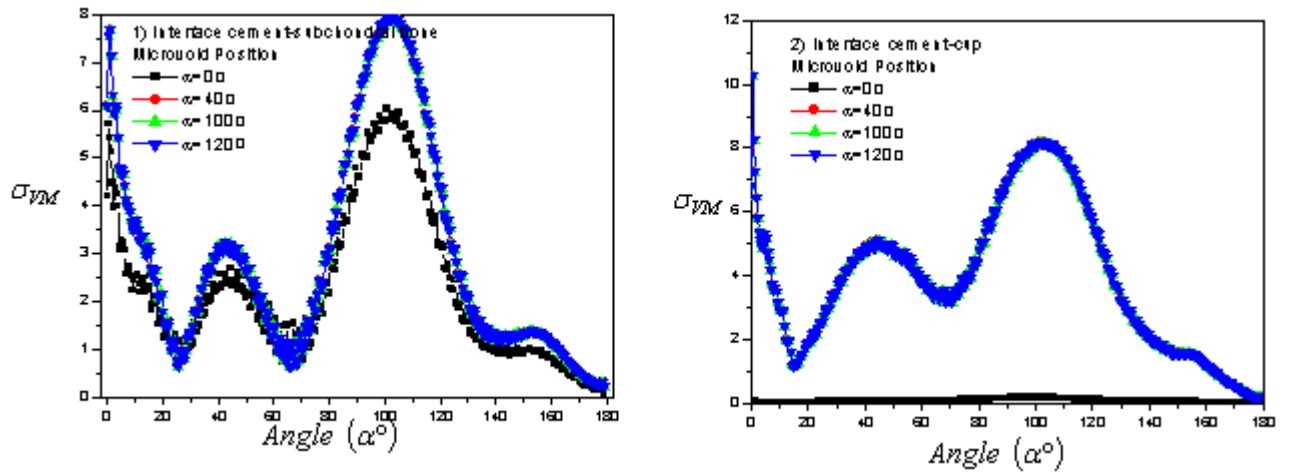 8
7
6
5
4
3
2
1
0
σVM
1) Interface cement-subchondral bone
Microuoid Position
α=0o
α=40o
α=100o
α=120o
0 20 40 60 80 100 120 140 160 180
Angle (α°)
12
10
8
6
4
2
0
σVM
2) Interface cement-cup
Microuoid Position
α=0o
α=40o
α=100o
α=120o
0 20 40 60 80 100 120 140 160 180
Angle (α°)